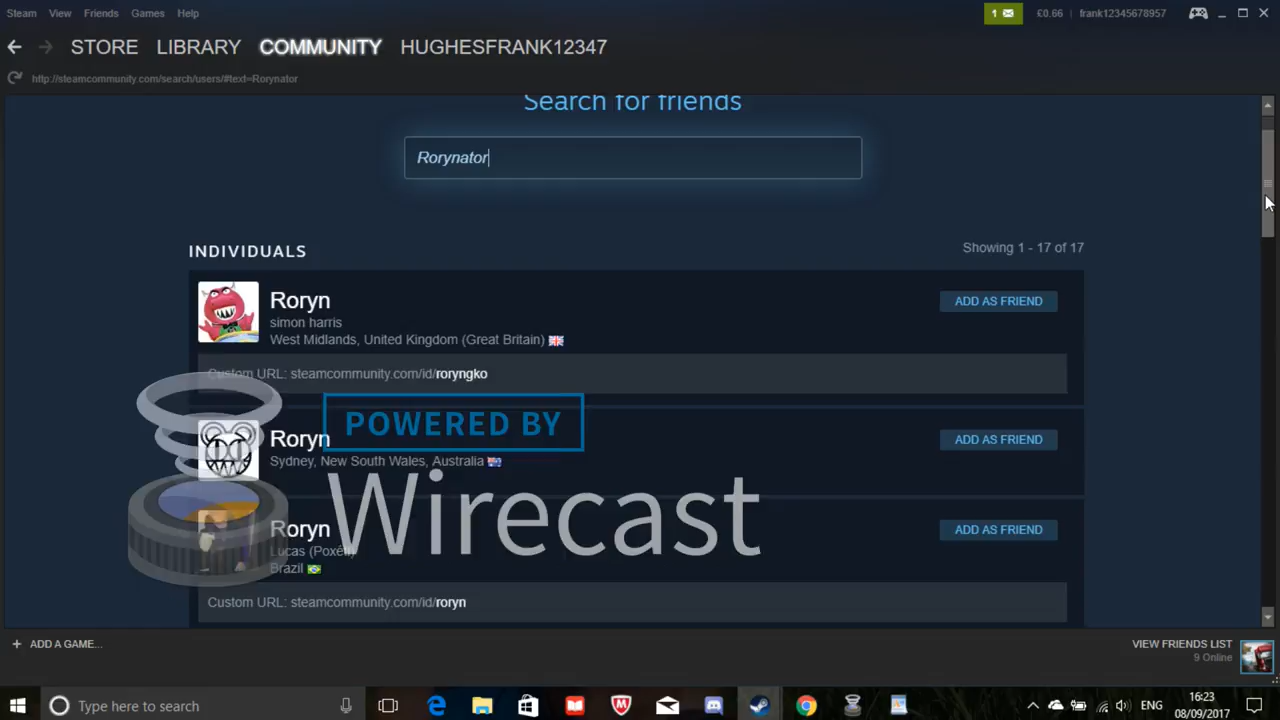 Steam View Friends Games Help
1 €0.66 frank12345678957
STORE LIBRARY COMMUNITY HUGHESFRANK12347
http://steamcommunity.com/search/users/#text=Rorynator
Search for friends
Rorynator
INDIVIDUALS
Showing 1 - 17 of 17
Roryn
ADD AS FRIEND
simon harris
West Midlands, United Kingdom (Great Britain)
Custom URL: steamcommunity.com/id/roryngko
POWERED BY
Roryn
ADD AS FRIEND
Sydney, New South Wales, Australia
Wirecast
Roryn
ADD AS FRIEND
Lucas
Brazil
Custom URL: steamcommunity.com/id/roryn
+ ADD A GAME...
VIEW FRIENDS LIST
9 Online
Type here to search
ENG
16:23
08/09/2017